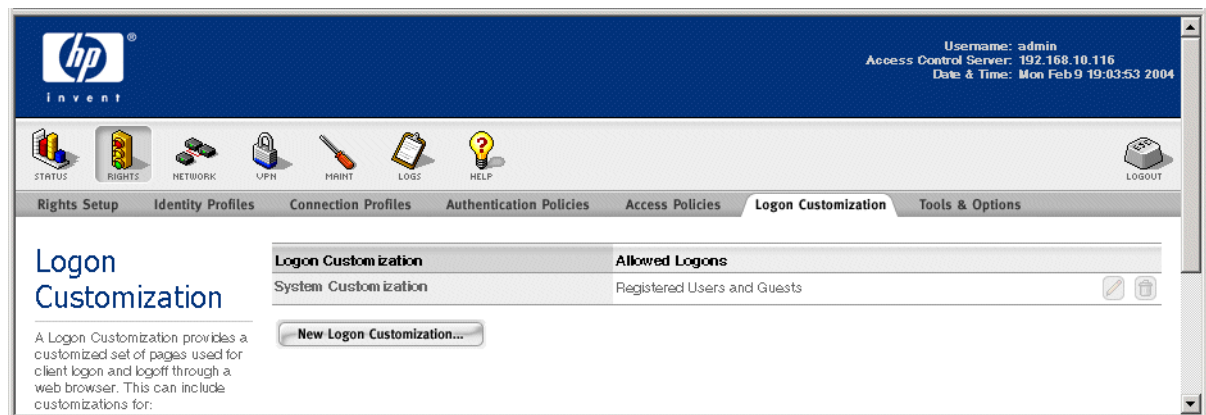 hp
®
invent
Username: admin
Access Control Server: 192.168.10.116
Date & Time: Mon Feb 9 19:03:53 2004
STATUS
RIGHTS
NETWORK
VPN
MAINT
LOGS
HELP
LOGOUT
Rights Setup
Identity Profiles
Connection Profiles
Authentication Policies
Access Policies
Logon Customization
Tools & Options
Logon
Customization
A Logon Customization provides a
customized set of pages used for
client logon and logoff through a
web browser. This can include
customizations for:
Logon Customization Allowed Logons
System Customization Registered Users and Guests
New Logon Customization...